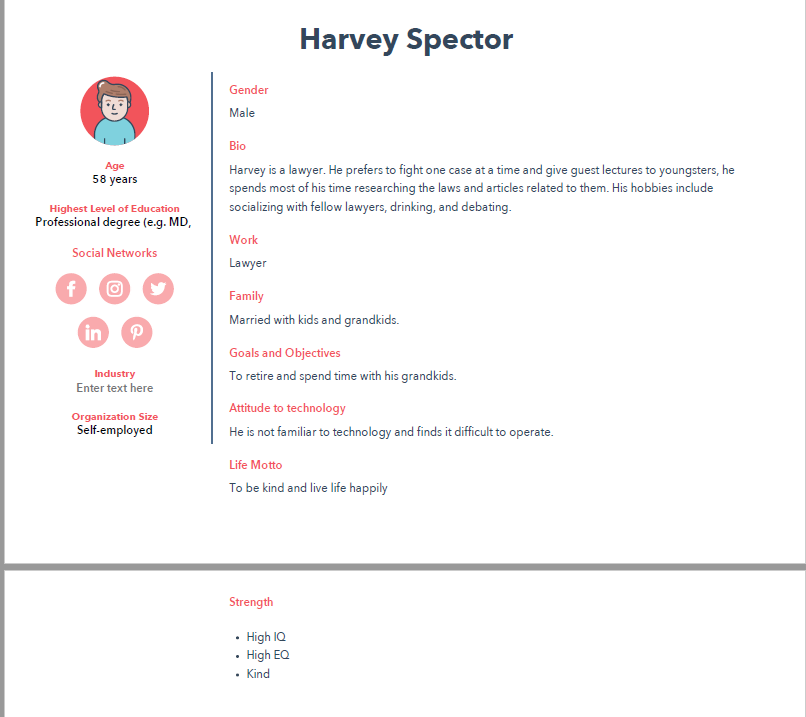 Harvey Spector
Age
58 years
Highest Level of Education
Professional degree (e.g. MD,
Social Networks
Industry
Enter text here
Organization Size
Self-employed
Gender
Male
Bio
Harvey is a lawyer. He prefers to fight one case at a time and give guest lectures to youngsters, he
spends most of his time researching the laws and articles related to them. His hobbies include
socializing with fellow lawyers, drinking, and debating.
Work
Lawyer
Family
Married with kids and grandkids.
Goals and Objectives
To retire and spend time with his grandkids.
Attitude to technology
He is not familiar to technology and finds it difficult to operate.
Life Motto
To be kind and live life happily
Strength
• High IQ
• High EQ
• Kind